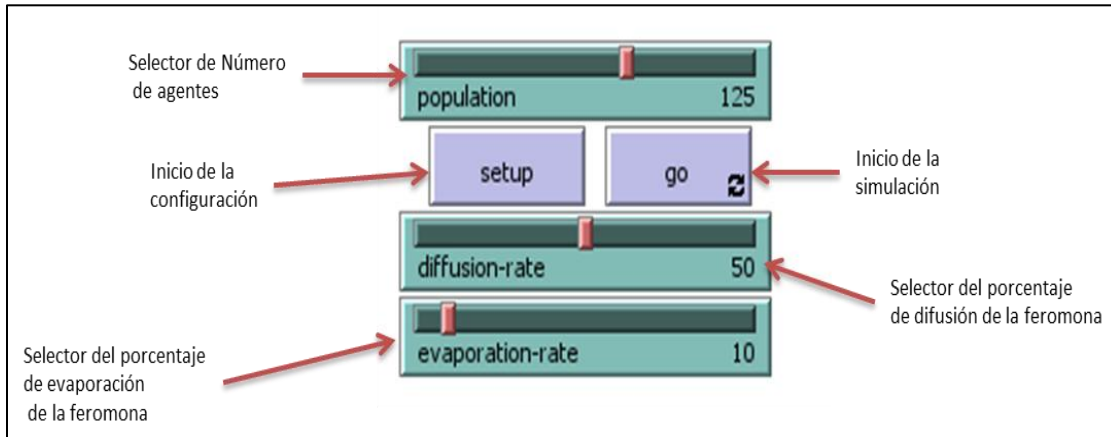 Selector de Número
de agentes
population 125
Inicio de la
configuración
setup
go
Inicio de la
simulación
diffusion-rate 50
Selector del porcentaje
de difusión de la feromona
evaporation-rate 10
Selector del porcentaje
de evaporación
de la feromona